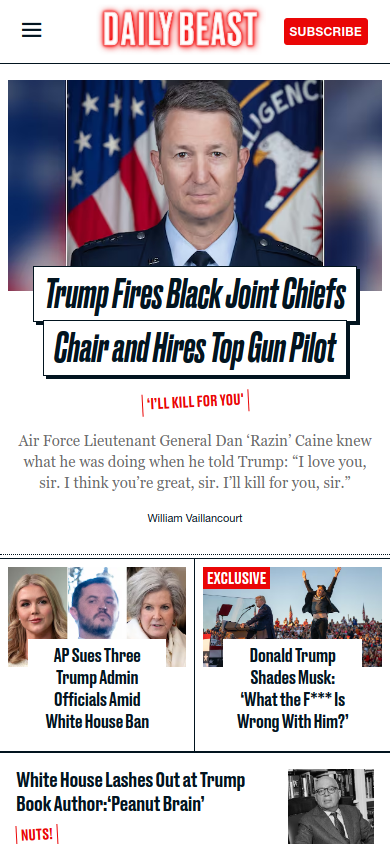 DAILY BEAST
SUBSCRIBE
LIGENC
Trump Fires Black Joint Chiefs
Chair and Hires Top Gun Pilot
'I'LL KILL FOR YOU'
Air Force Lieutenant General Dan ‘Razin’ Caine knew
what he was doing when he told Trump: “I love you,
sir. I think you’re great, sir. I’ll kill for you, sir.”
William Vaillancourt
EXCLUSIVE
AP Sues Three
Trump Admin
Officials Amid
White House Ban
Donald Trump
Shades Musk:
‘What the F*** Is
Wrong With Him?’
White House Lashes Out at Trump
Book Author:‘Peanut Brain’
NUTS!